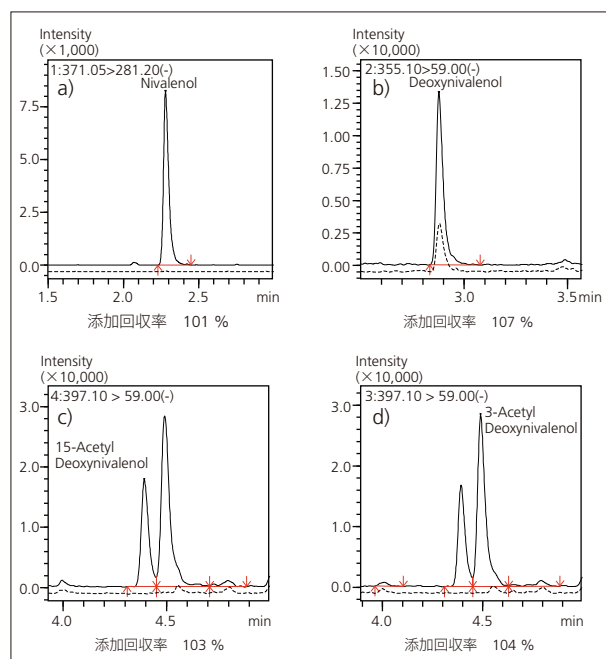 Intensity
(×1,000)
1:371.05>281.20(-)
Nivalenol
a)
7.5
5.0
2.5
0.0
1.5 2.0 2.5 min
添加回収率 101 %
Intensity
(×10,000)
2:355.10>59.00(-)
Deoxynivalenol
b)
1.50
1.25
1.00
0.75
0.50
0.25
0.00
3.0 3.5 min
添加回収率 107 %
Intensity
(×10,000)
4:397.10 > 59.00(-)
c)
15-Acetyl
Deoxynivalenol
3.0
2.0
1.0
0.0
4.0 4.5 min
添加回収率 103 %
Intensity
(×10,000)
3:397.10 > 59.00(-)
d)
3-Acetyl
Deoxynivalenol
3.0
2.0
1.0
0.0
4.0 4.5 min
添加回収率 104 %